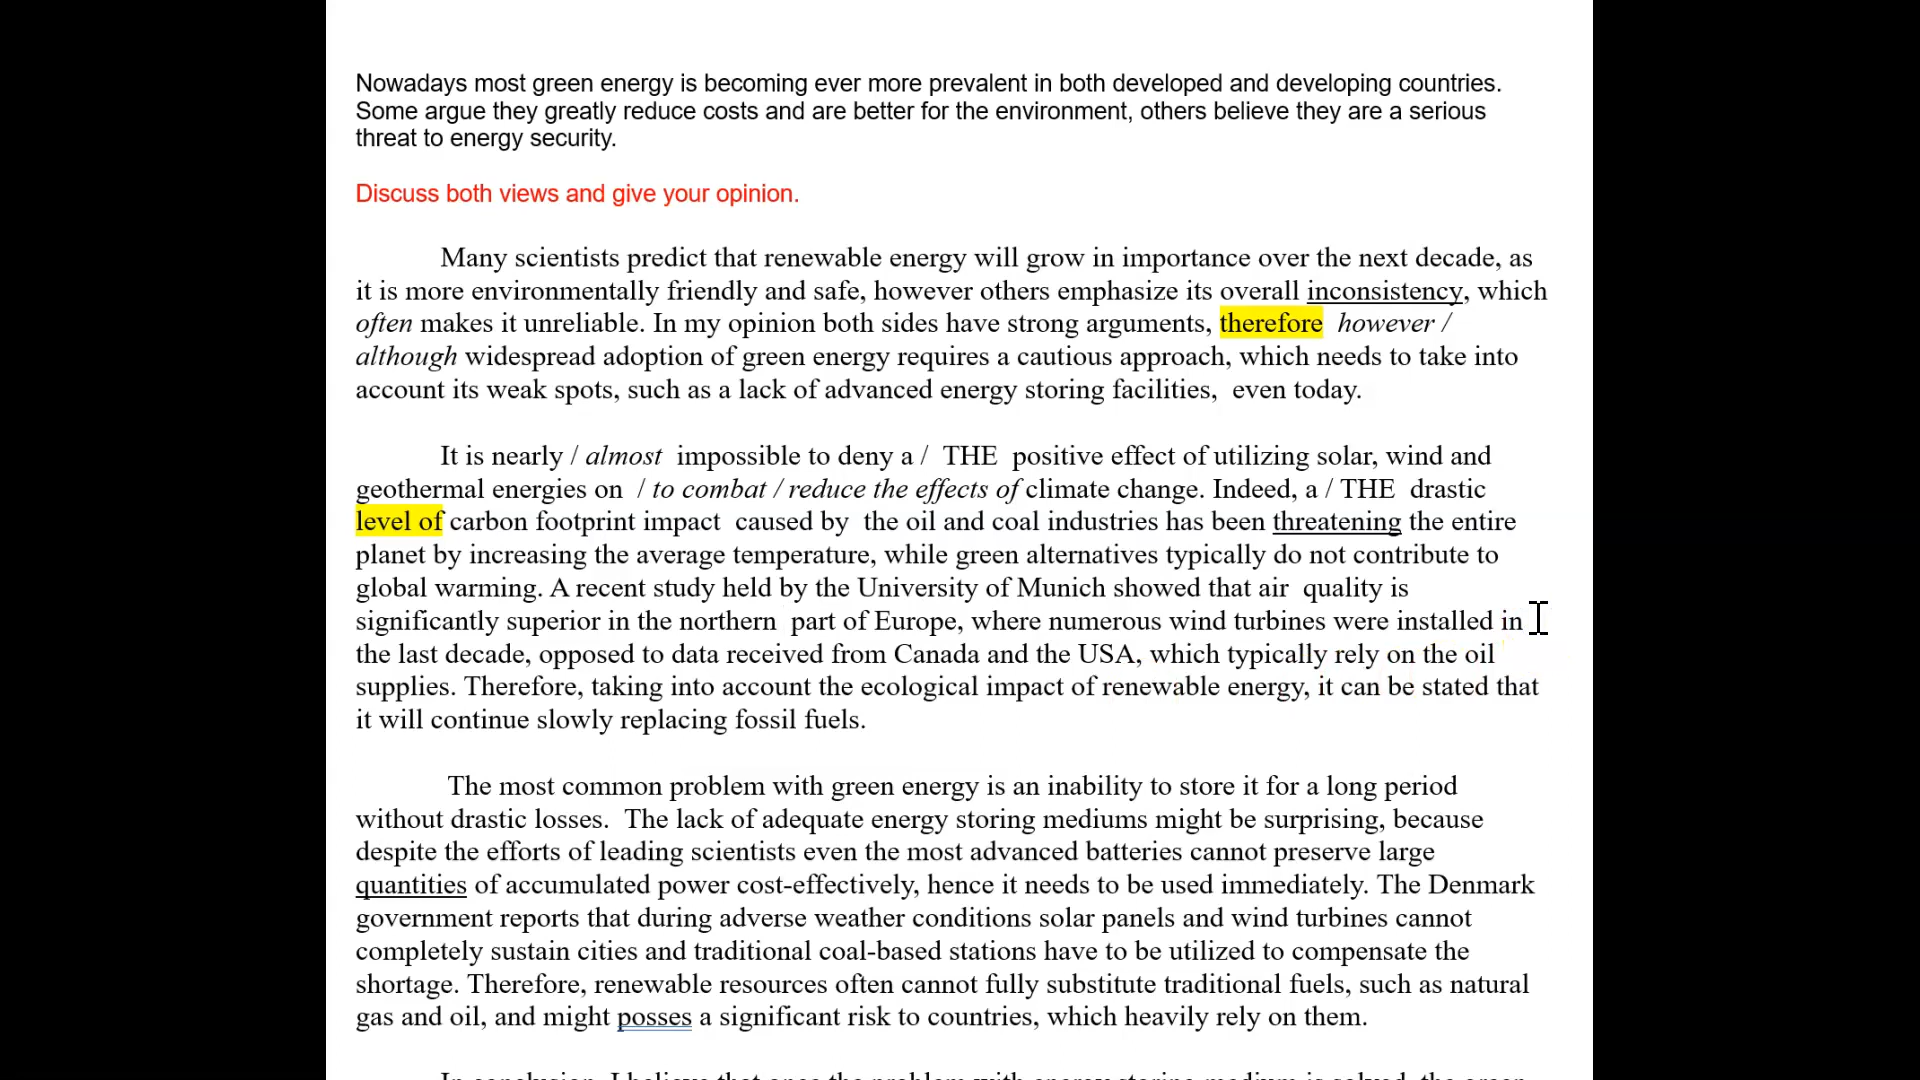 Nowadays most green energy is becoming ever more prevalent in both developed and developing countries.
Some argue they greatly reduce costs and are better for the environment, others believe they are a serious
threat to energy security.
Discuss both views and give your opinion.
Many scientists predict that renewable energy will grow in importance over the next decade, as
it is more environmentally friendly and safe, however others emphasize its overall inconsistency, which
often makes it unreliable. In my opinion both sides have strong arguments, therefore however /
although widespread adoption of green energy requires a cautious approach, which needs to take into
account its weak spots, such as a lack of advanced energy storing facilities, even today.
It is nearly / almost impossible to deny a / THE positive effect of utilizing solar, wind and
geothermal energies on / to combat / reduce the effects of climate change. Indeed, a / THE drastic
level of carbon footprint impact caused by the oil and coal industries has been threatening the entire
planet by increasing the average temperature, while green alternatives typically do not contribute to
global warming. A recent study held by the University of Munich showed that air quality is
significantly superior in the northern part of Europe, where numerous wind turbines were installed in
the last decade, opposed to data received from Canada and the USA, which typically rely on the oil
supplies. Therefore, taking into account the ecological impact of renewable energy, it can be stated that
it will continue slowly replacing fossil fuels.
The most common problem with green energy is an inability to store it for a long period
without drastic losses. The lack of adequate energy storing mediums might be surprising, because
despite the efforts of leading scientists even the most advanced batteries cannot preserve large
quantities of accumulated power cost-effectively, hence it needs to be used immediately. The Denmark
government reports that during adverse weather conditions solar panels and wind turbines cannot
completely sustain cities and traditional coal-based stations have to be utilized to compensate the
shortage. Therefore, renewable resources often cannot fully substitute traditional fuels, such as natural
gas and oil, and might posses a significant risk to countries, which heavily rely on them.
In conclusion, I believe that once the problem with energy storing medium is solved, the green